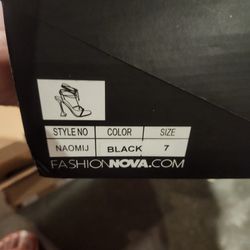 STYLE NO COLOR SIZE
NAOMIJ BLACK 7
FASHIONNOVA.COM